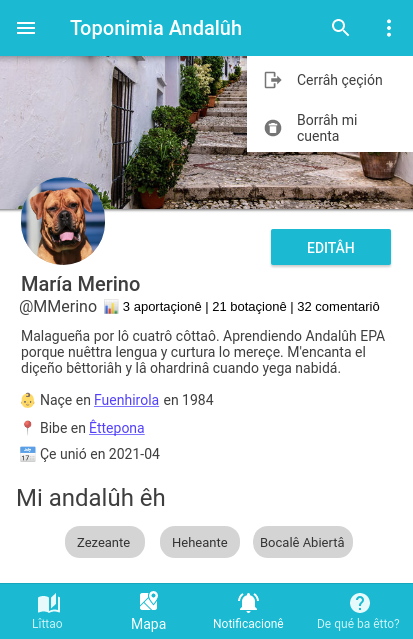 Toponimia Andalûh
Cerrâh çeçión
Borrâh mi
cuenta
EDITÂH
María Merino
@MMerino 📊 3 aportaçionê | 21 botaçionê | 32 comentariô
Malagueña por lô cuatrô côttaô. Aprendiendo Andalûh EPA
porque nuêttra lengua y curtura lo mereçe. M'encanta el
diçeño bêttoriâh y lâ ohardrinâ cuando yega nabidá.
👶 Naçe en Fuenhirola en 1984
📍 Bibe en Êttepona
📅 Çe unió en 2021-04
Mi andalûh êh
Zezeante Heheante Bocalê Abiertâ
Lîttao Mapa Notificacionê De qué ba êtto?